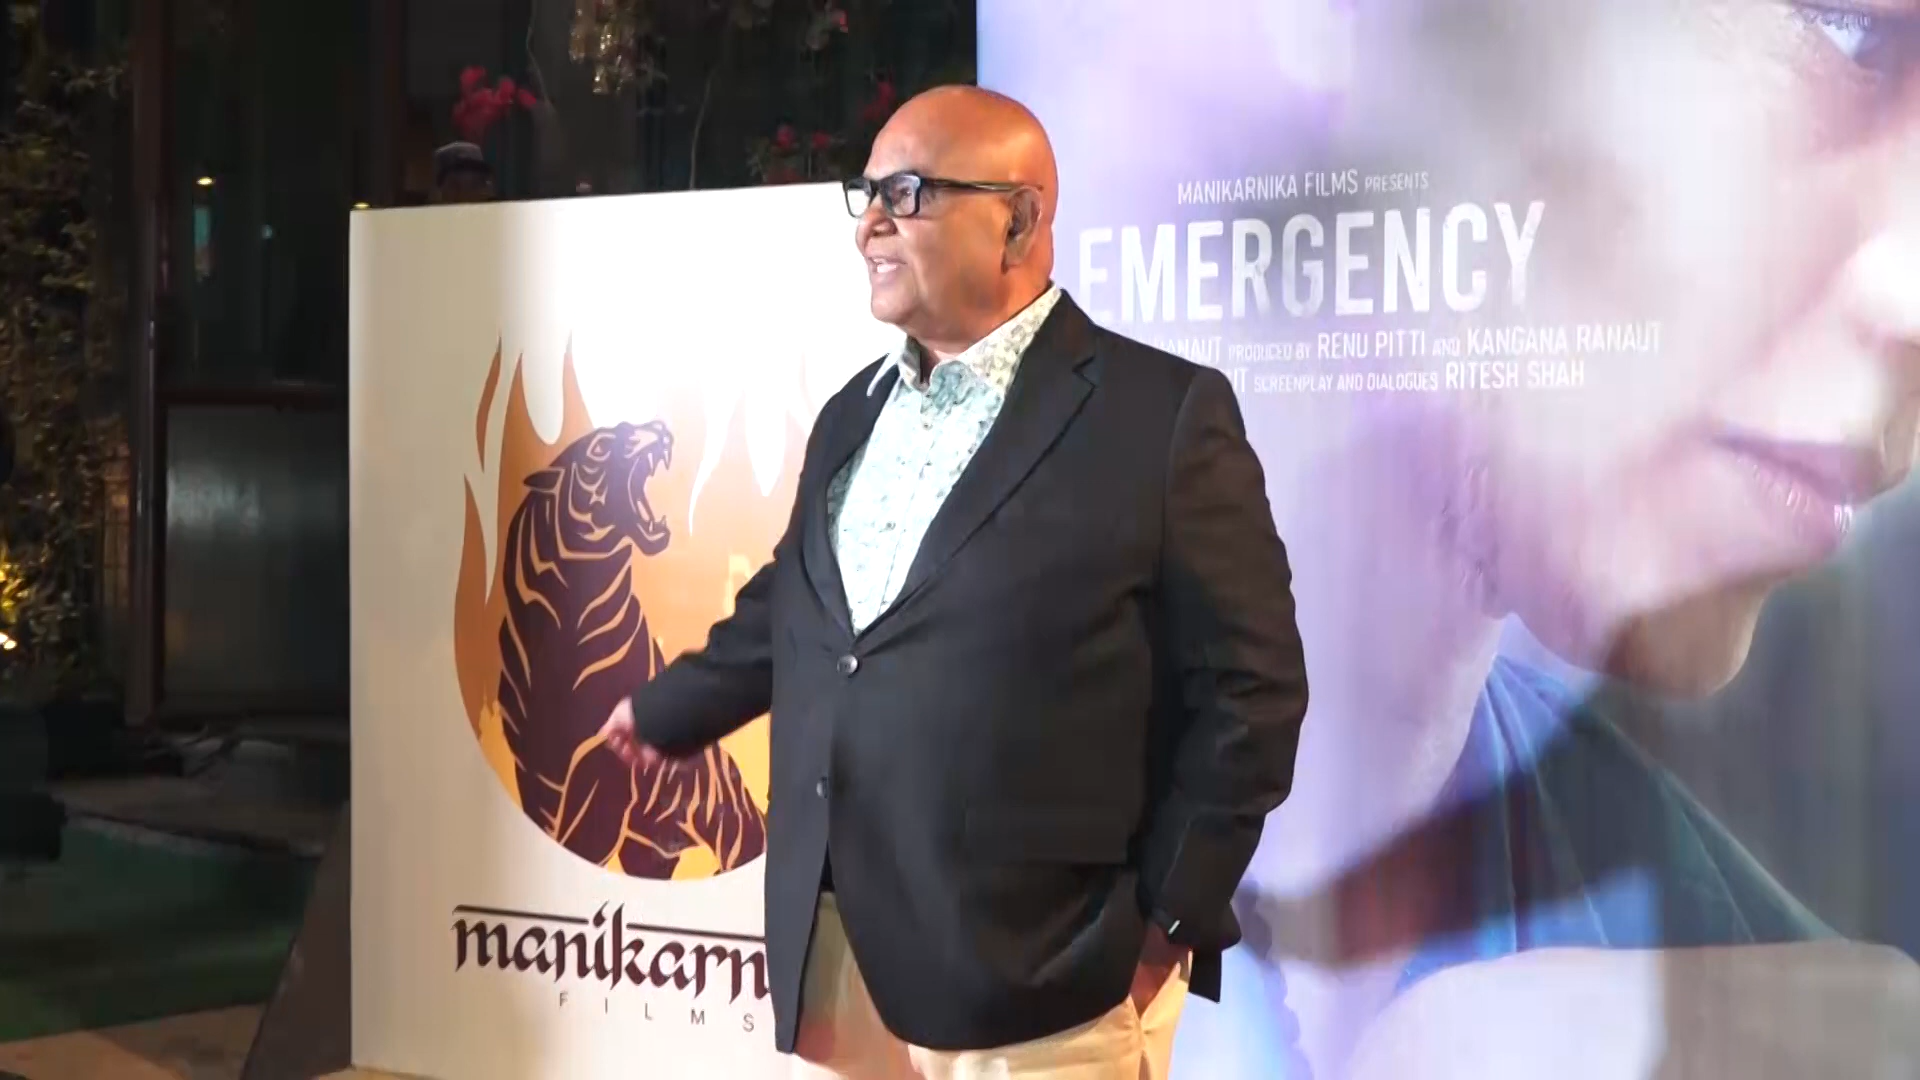 MANIKARNIKA FILMS PRESENTS
EMERGENCY
PRODUCED BY RENU PITTI AND KANGANA RANAUT
SCREENPLAY AND DIALOGUES RITESH SHAH
manikarn
FILMS